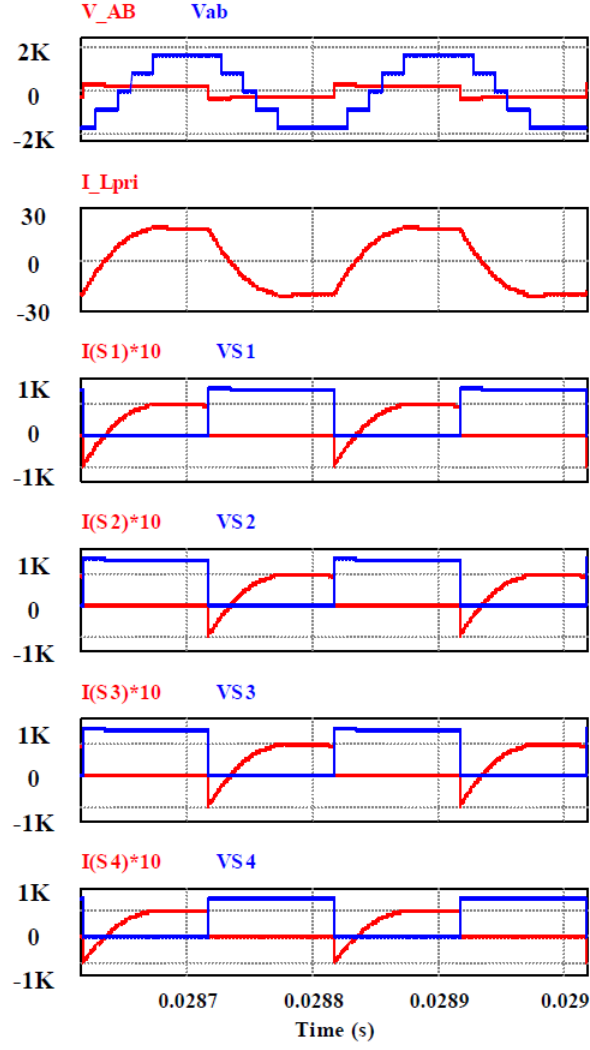 V_AB Vab
2K
0
-2K
I_Lpri
30
0
-30
I(S1)*10 VS1
1K
0
-1K
I(S2)*10 VS2
1K
0
-1K
I(S3)*10 VS3
1K
0
-1K
I(S4)*10 VS4
1K
0
-1K
0.0287 0.0288 0.0289 0.029
Time (s)